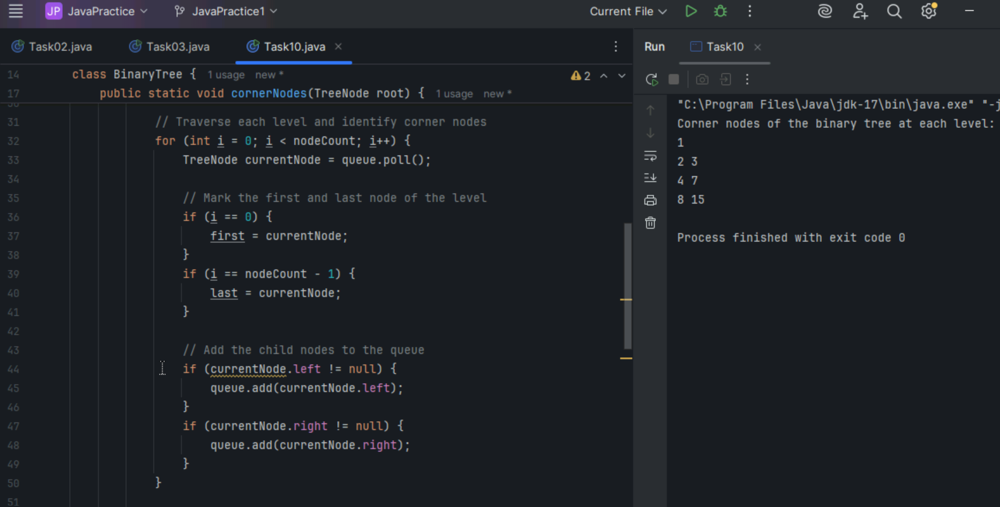 JP JavaPractice JavaPractice1 Current File
Task02.java Task03.java Task10.java Run Task10
14 class BinaryTree { 1 usage new * 2
17 public static void cornerNodes(TreeNode root) { 1 usage new *
31 // Traverse each level and identify corner nodes
32 for (int i = 0; i < nodeCount; i++) {
33 TreeNode currentNode = queue.poll();
34
35 // Mark the first and last node of the level
36 if (i == 0) {
37 first = currentNode;
38 }
39 if (i == nodeCount - 1) {
40 last = currentNode;
41 }
42
43 // Add the child nodes to the queue
44 if (currentNode.left != null) {
45 queue.add(currentNode.left);
46 }
47 if (currentNode.right != null) {
48 queue.add(currentNode.right);
49 }
50 }
51
"C:\Program Files\Java\jdk-17\bin\java.exe" "-j
Corner nodes of the binary tree at each level:
1
2 3
4 7
8 15
Process finished with exit code 0